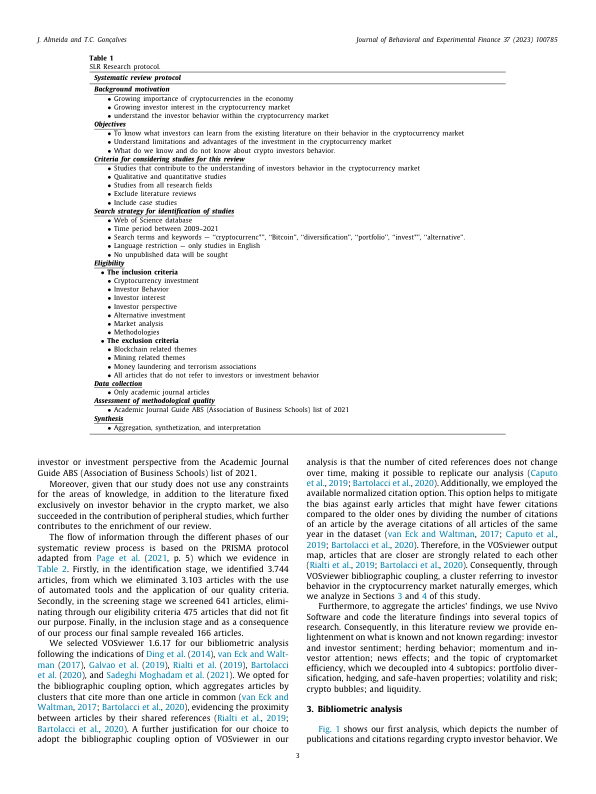 J. Almeida and T.C. Gonçalves
Journal of Behavioral and Experimental Finance 37 (2023) 100785
Table 1
SLR Research protocol.
Systematic review protocol
Background motivation
• Growing importance of cryptocurrencies in the economy
• Growing investor interest in the cryptocurrency market
• understand the investor behavior within the cryptocurrency market
Objectives
• To know what investors can learn from the existing literature on their behavior in the cryptocurrency market
• Understand limitations and advantages of the investment in the cryptocurrency market
• What do we know and do not know about crypto investors behavior.
Criteria for considering studies for this review
• Studies that contribute to the understanding of investors behavior in the cryptocurrency market
• Qualitative and quantitative studies
• Studies from all research fields
• Exclude literature reviews
• Include case studies
Search strategy for identification of studies
• Web of Science database
• Time period between 2009–2021
• Search terms and keywords — "cryptocurrenc*", "Bitcoin", "diversification", "portfolio", "invest*", "alternative".
• Language restriction — only studies in English
• No unpublished data will be sought
Eligibility
• The inclusion criteria
• Cryptocurrency investment
• Investor Behavior
• Investor interest
• Investor perspective
• Alternative investment
• Market analysis
• Methodologies
• The exclusion criteria
• Blockchain related themes
• Mining related themes
• Money laundering and terrorism associations
• All articles that do not refer to investors or investment behavior
Data collection
• Only academic journal articles
Assessment of methodological quality
• Academic Journal Guide ABS (Association of Business Schools) list of 2021
Synthesis
• Aggregation, synthetization, and interpretation
investor or investment perspective from the Academic Journal
Guide ABS (Association of Business Schools) list of 2021.
Moreover, given that our study does not use any constraints
for the areas of knowledge, in addition to the literature fixed
exclusively on investor behavior in the crypto market, we also
succeeded in the contribution of peripheral studies, which further
contributes to the enrichment of our review.
The flow of information through the different phases of our
systematic review process is based on the PRISMA protocol
adapted from Page et al. (2021, p. 5) which we evidence in
Table 2. Firstly, in the identification stage, we identified 3.744
articles, from which we eliminated 3.103 articles with the use
of automated tools and the application of our quality criteria.
Secondly, in the screening stage we screened 641 articles, elimi-
nating through our eligibility criteria 475 articles that did not fit
our purpose. Finally, in the inclusion stage and as a consequence
of our process our final sample revealed 166 articles.
We selected VOSviewer 1.6.17 for our bibliometric analysis
following the indications of Ding et al. (2014), van Eck and Walt-
man (2017), Galvao et al. (2019), Rialti et al. (2019), Bartolacci
et al. (2020), and Sadeghi Moghadam et al. (2021). We opted for
the bibliographic coupling option, which aggregates articles by
clusters that cite more than one article in common (van Eck and
Waltman, 2017; Bartolacci et al., 2020), evidencing the proximity
between articles by their shared references (Rialti et al., 2019;
Bartolacci et al., 2020). A further justification for our choice to
adopt the bibliographic coupling option of VOSviewer in our
analysis is that the number of cited references does not change
over time, making it possible to replicate our analysis (Caputo
et al., 2019; Bartolacci et al., 2020). Additionally, we employed the
available normalized citation option. This option helps to mitigate
the bias against early articles that might have fewer citations
compared to the older ones by dividing the number of citations
of an article by the average citations of all articles of the same
year in the dataset (van Eck and Waltman, 2017; Caputo et al.,
2019; Bartolacci et al., 2020). Therefore, in the VOSviewer output
map, articles that are closer are strongly related to each other
(Rialti et al., 2019; Bartolacci et al., 2020). Consequently, through
VOSviewer bibliographic coupling, a cluster referring to investor
behavior in the cryptocurrency market naturally emerges, which
we analyze in Sections 3 and 4 of this study.
Furthermore, to aggregate the articles' findings, we use Nvivo
Software and code the literature findings into several topics of
research. Consequently, in this literature review we provide en-
lightenment on what is known and not known regarding: investor
and investor sentiment; herding behavior; momentum and in-
vestor attention; news effects; and the topic of cryptomarket
efficiency, which we decoupled into 4 subtopics: portfolio diver-
sification, hedging, and safe-haven properties; volatility and risk;
crypto bubbles; and liquidity.
3. Bibliometric analysis
Fig. 1 shows our first analysis, which depicts the number of
publications and citations regarding crypto investor behavior. We
3